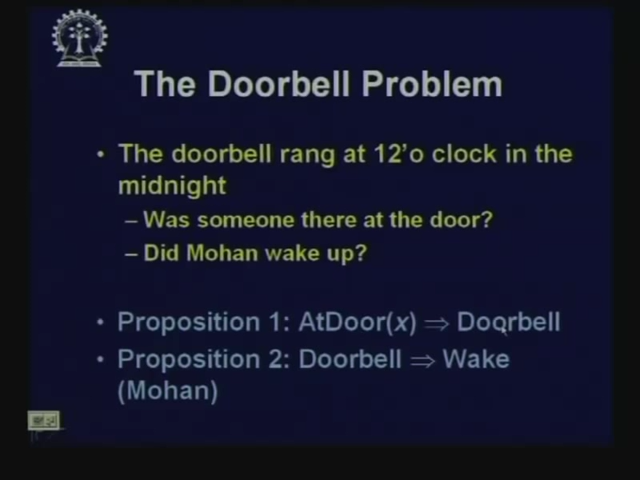 The Doorbell Problem
• The doorbell rang at 12'o clock in the
midnight
– Was someone there at the door?
– Did Mohan wake up?
• Proposition 1: AtDoor(x) ⇒ Doorbell
• Proposition 2: Doorbell ⇒ Wake
(Mohan)